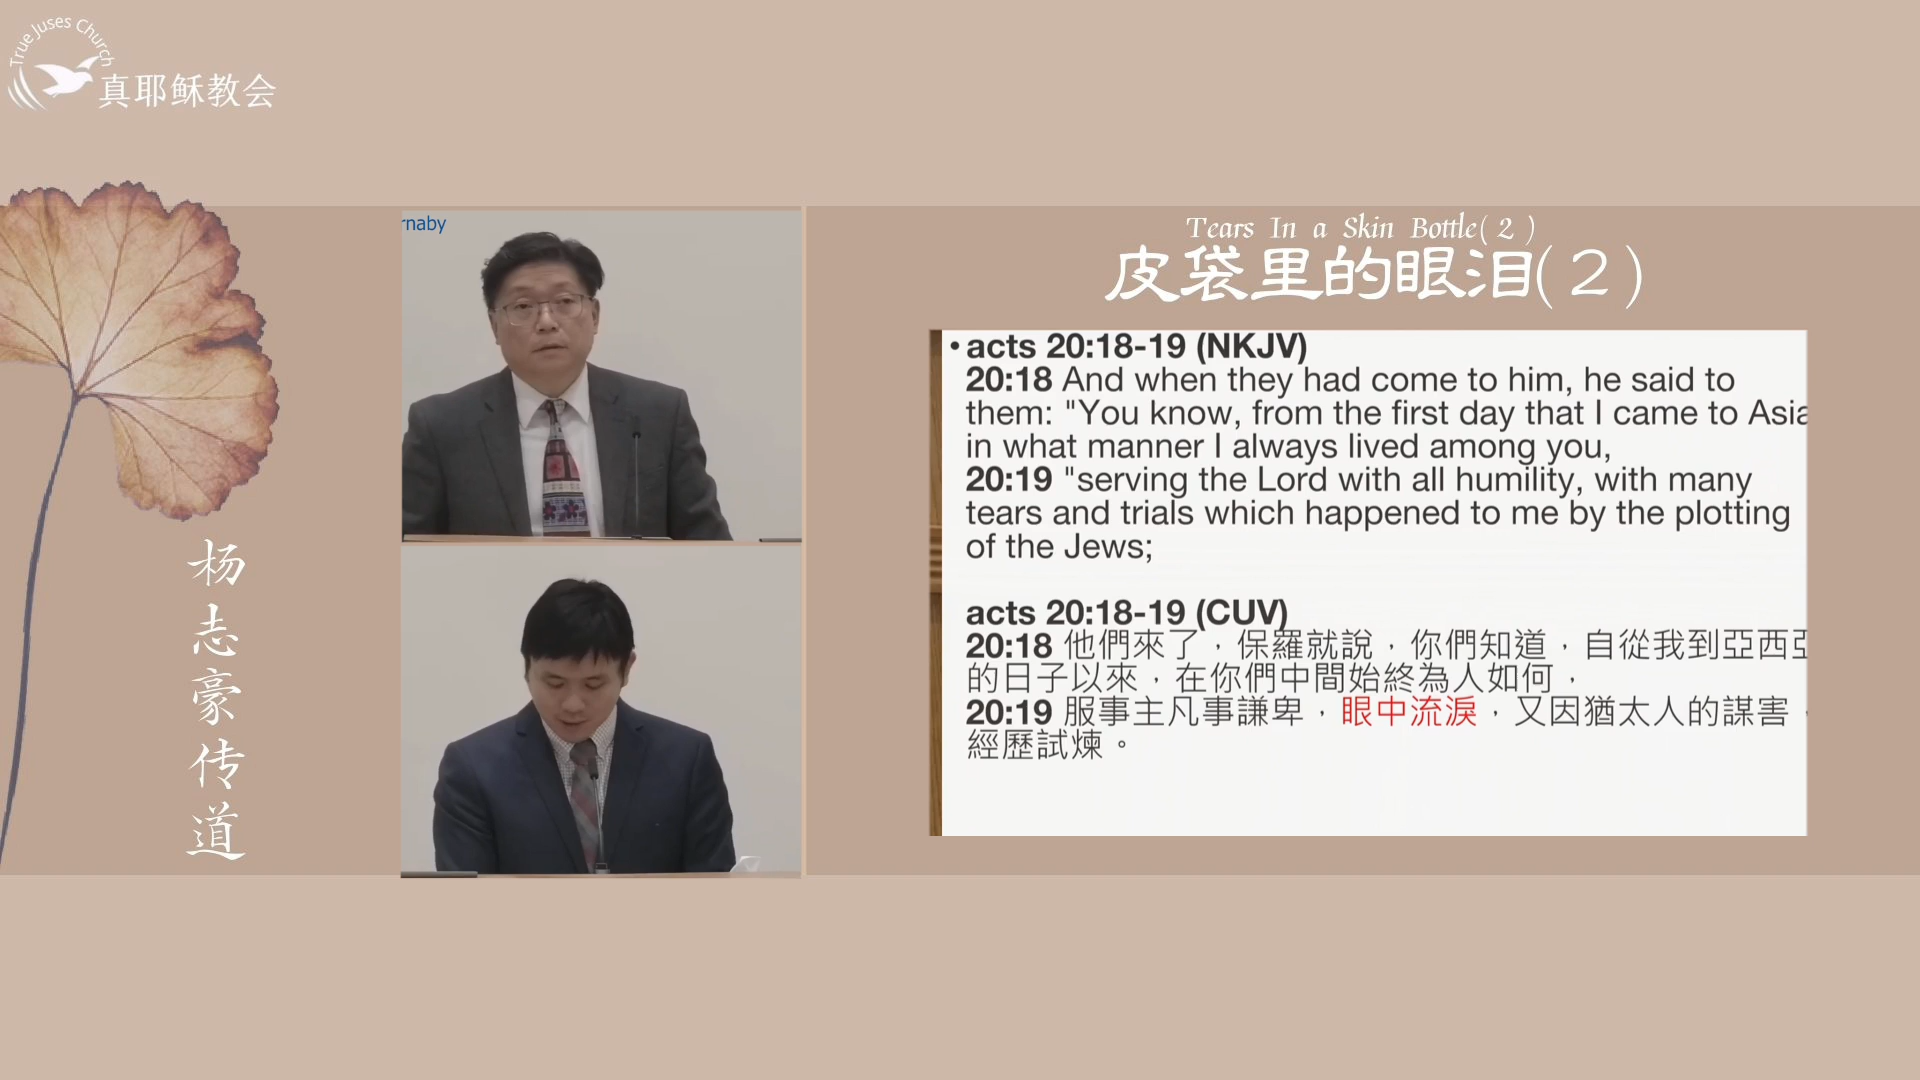 True Juses Church
真耶稣教会
杨志豪传道
rnaby
Tears In a Skin Bottle(2)
皮袋里的眼泪(2)
• acts 20:18-19 (NKJV)
20:18 And when they had come to him, he said to
them: "You know, from the first day that I came to Asia
in what manner I always lived among you,
20:19 "serving the Lord with all humility, with many
tears and trials which happened to me by the plotting
of the Jews;
acts 20:18-19 (CUV)
20:18 他們來了，保羅就說，你們知道，自從我到亞西亞
的日子以來，在你們中間始終為人如何，
20:19 服事主凡事謙卑，眼中流淚，又因猶太人的謀害，
經歷試煉。